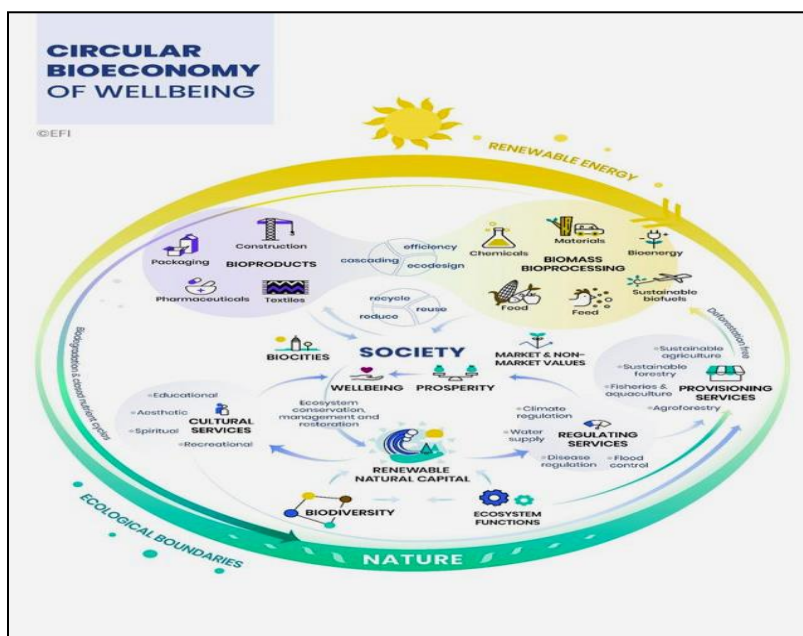 CIRCULAR
BIOECONOMY
OF WELLBEING
©EFI
RENEWABLE ENERGY
Packaging
Construction
BIOPRODUCTS
Pharmaceuticals
Textiles
cascading
efficiency
ecodesign
Chemicals
Materials
Bioenergy
BIOMASS
BIOPROCESSING
Food
Feed
Sustainable
biofuels
recycle
reduce
reuse
Deforestation free
Biodegradation & closed nutrient cycles
BIOCITIES
SOCIETY
MARKET & NON-
MARKET VALUES
WELLBEING
PROSPERITY
Sustainable
agriculture
Sustainable
forestry
Fisheries &
aquaculture
Agroforestry
PROVISIONING
SERVICES
Educational
Aesthetic
Spiritual
Recreational
CULTURAL
SERVICES
Ecosystem
conservation,
management and
restoration
Climate
regulation
Water
supply
Disease
regulation
Flood
control
REGULATING
SERVICES
RENEWABLE
NATURAL CAPITAL
BIODIVERSITY
ECOSYSTEM
FUNCTIONS
ECOLOGICAL BOUNDARIES
NATURE